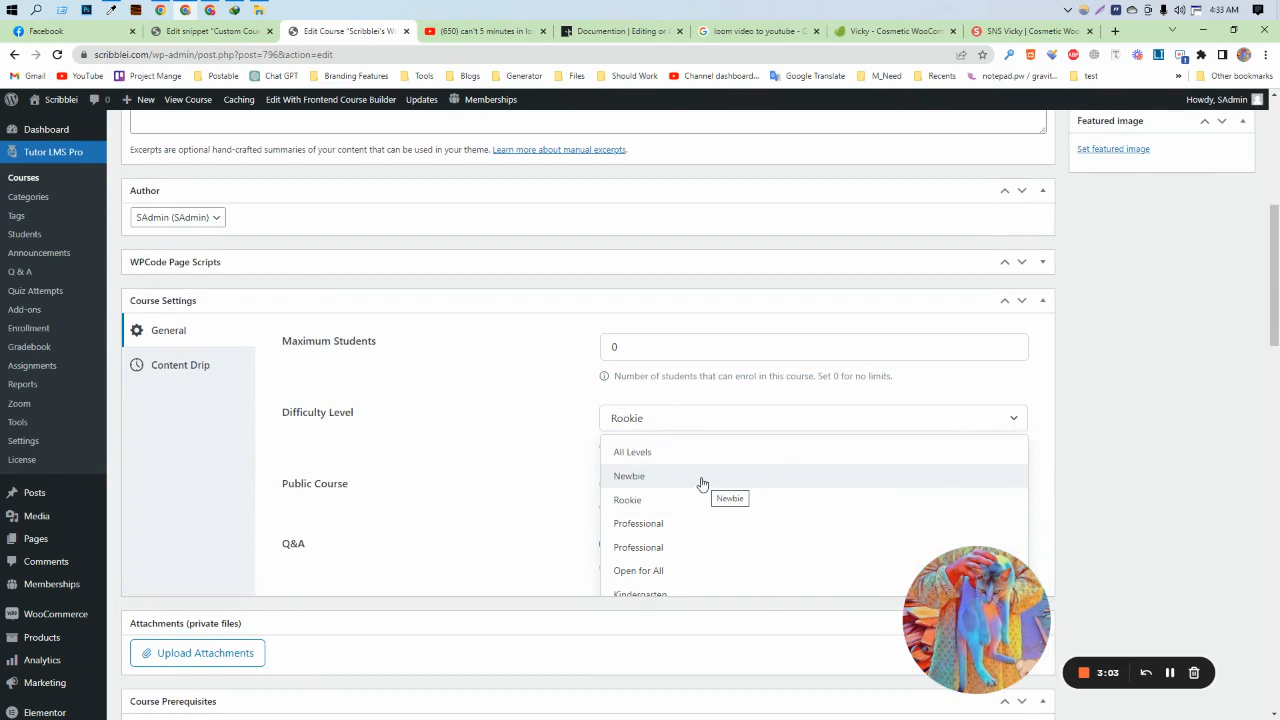 4:33 AM
Facebook
Edit snippet "Custom Cou
Edit Course "Scribblei's W
(650) can't 5 minutes in lo
Documention | Editing or A
loom video to youtube - G
Vicky - Cosmetic WooCom
SNS Vicky | Cosmetic Woo
scribblei.com/wp-admin/post.php?post=796&action=edit
Gmail
YouTube
Project Mange
Postable
Chat GPT
Branding Features
Tools
Blogs
Generator
Files
Should Work
Channel dashboard...
Google Translate
M_Need
Recents
notepad.pw / gravit...
test
»
Other bookmarks
Scribblei
0
New
View Course
Caching
Edit With Frontend Course Builder
Updates
Memberships
Howdy, SAdmin
Dashboard
Tutor LMS Pro
Courses
Categories
Tags
Students
Announcements
Q & A
Quiz Attempts
Add-ons
Enrollment
Gradebook
Assignments
Reports
Zoom
Tools
Settings
License
Posts
Media
Pages
Comments
Memberships
WooCommerce
Products
Analytics
Marketing
Elementor
Excerpts are optional hand-crafted summaries of your content that can be used in your theme. Learn more about manual excerpts.
Author
SAdmin (SAdmin)
WPCode Page Scripts
Course Settings
General
Content Drip
Maximum Students
0
Number of students that can enrol in this course. Set 0 for no limits.
Difficulty Level
Rookie
All Levels
Newbie
Newbie
Rookie
Professional
Professional
Open for All
Kindergarten
Public Course
Q&A
Attachments (private files)
Upload Attachments
Course Prerequisites
Featured image
Set featured image
3:03